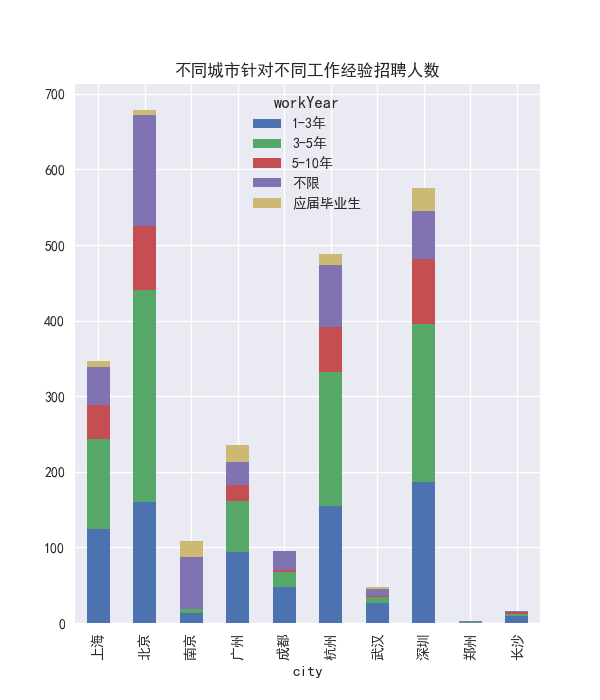 不同城市针对不同工作经验招聘人数
workYear
1-3年
3-5年
5-10年
不限
应届毕业生
700
600
500
400
300
200
100
0
上海
北京
南京
广州
成都
杭州
武汉
深圳
郑州
长沙
city